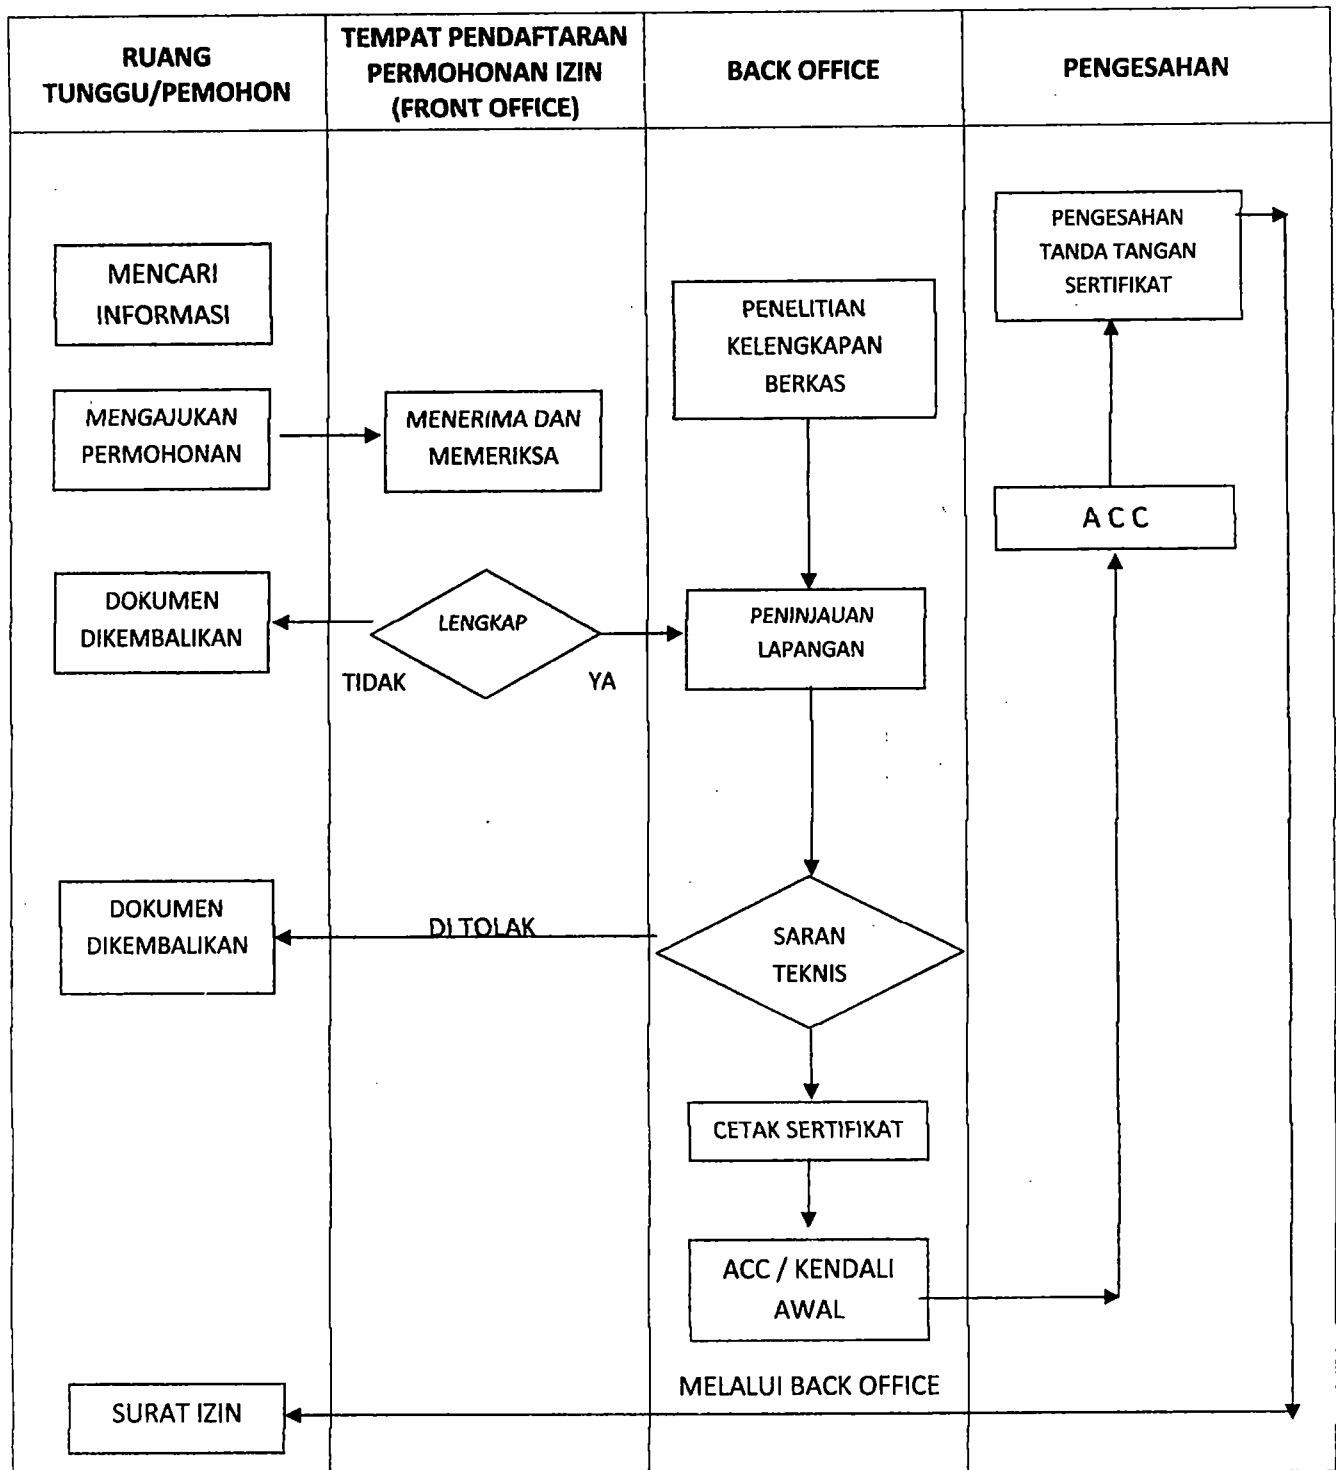 RUANG
TUNGGU/PEMOHON
TEMPAT PENDAFTARAN
PERMOHONAN IZIN
(FRONT OFFICE)
BACK OFFICE
PENGESAHAN
MENCARI
INFORMASI
MENGAJUKAN
PERMOHONAN
MENERIMA DAN
MEMERIKSA
PENELITIAN
KELENGKAPAN
BERKAS
PENGESAHAN
TANDA TANGAN
SERTIFIKAT
A C C
DOKUMEN
DIKEMBALIKAN
LENGKAP
TIDAK
YA
PENINJAUAN
LAPANGAN
DOKUMEN
DIKEMBALIKAN
DI TOLAK
SARAN
TEKNIS
CETAK SERTIFIKAT
ACC / KENDALI
AWAL
MELALUI BACK OFFICE
SURAT IZIN